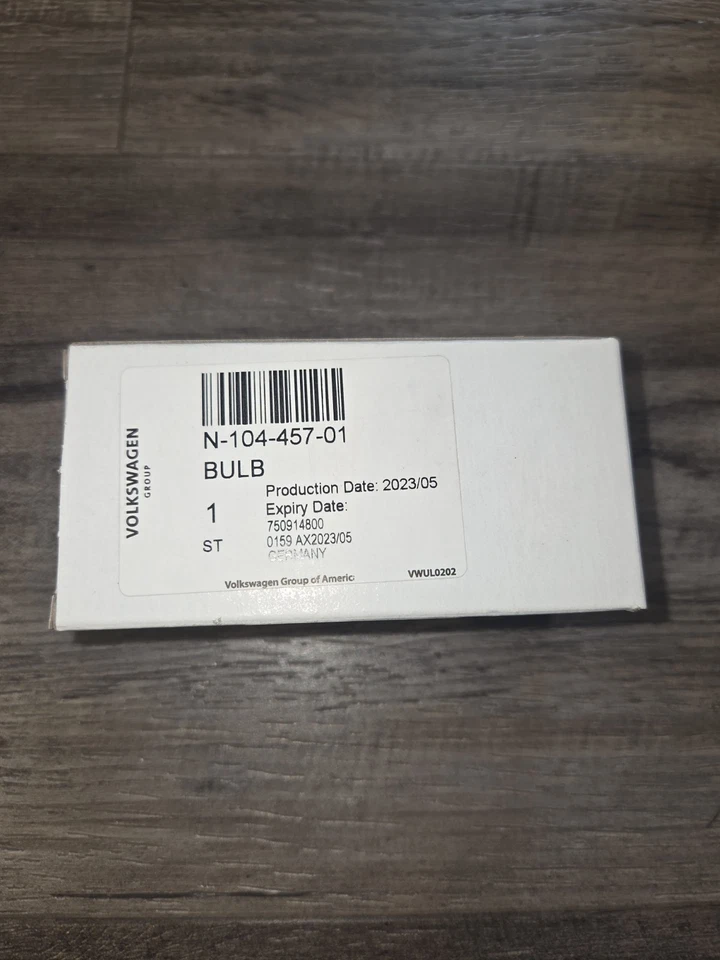 VOLKSWAGEN
GROUP
N-104-457-01
BULB
Production Date: 2023/05
1
Expiry Date:
750914800
ST
0159 AX2023/05
GERMANY
Volkswagen Group of Americ
VWUL0202